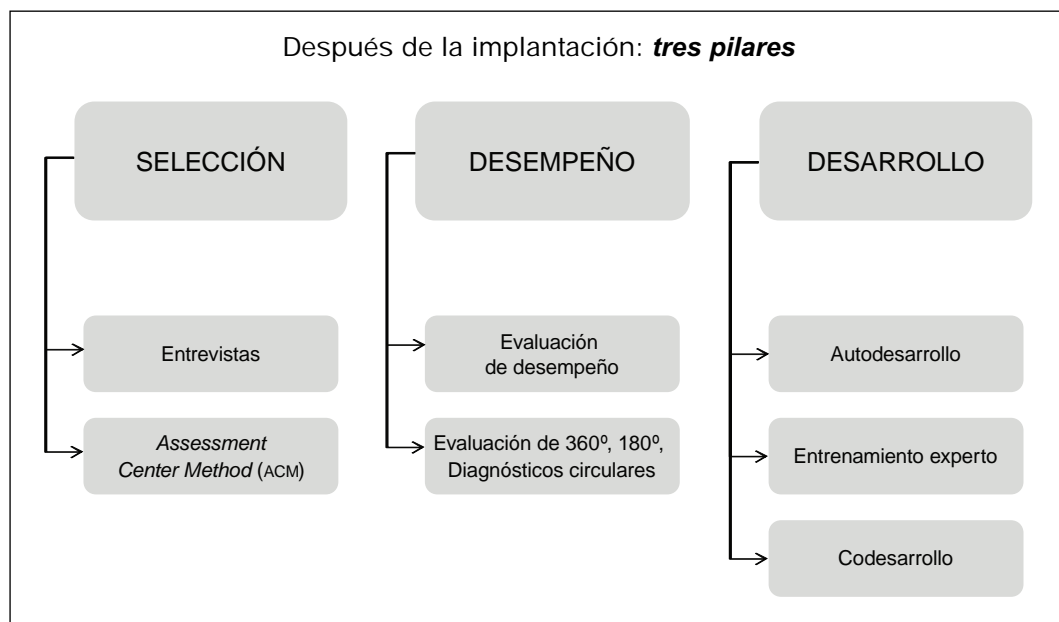 Después de la implantación: tres pilares
SELECCIÓN
Entrevistas
Assessment
Center Method (ACM)
DESEMPEÑO
Evaluación
de desempeño
Evaluación de 360º, 180º,
Diagnósticos circulares
DESARROLLO
Autodesarrollo
Entrenamiento experto
Codesarrollo